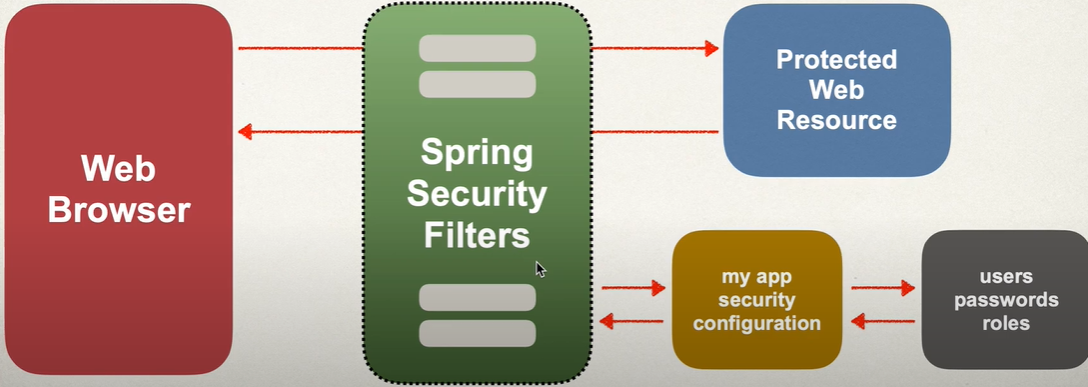 Web
Browser
Spring
Security
Filters
Protected
Web
Resource
my app
security
configuration
users
passwords
roles